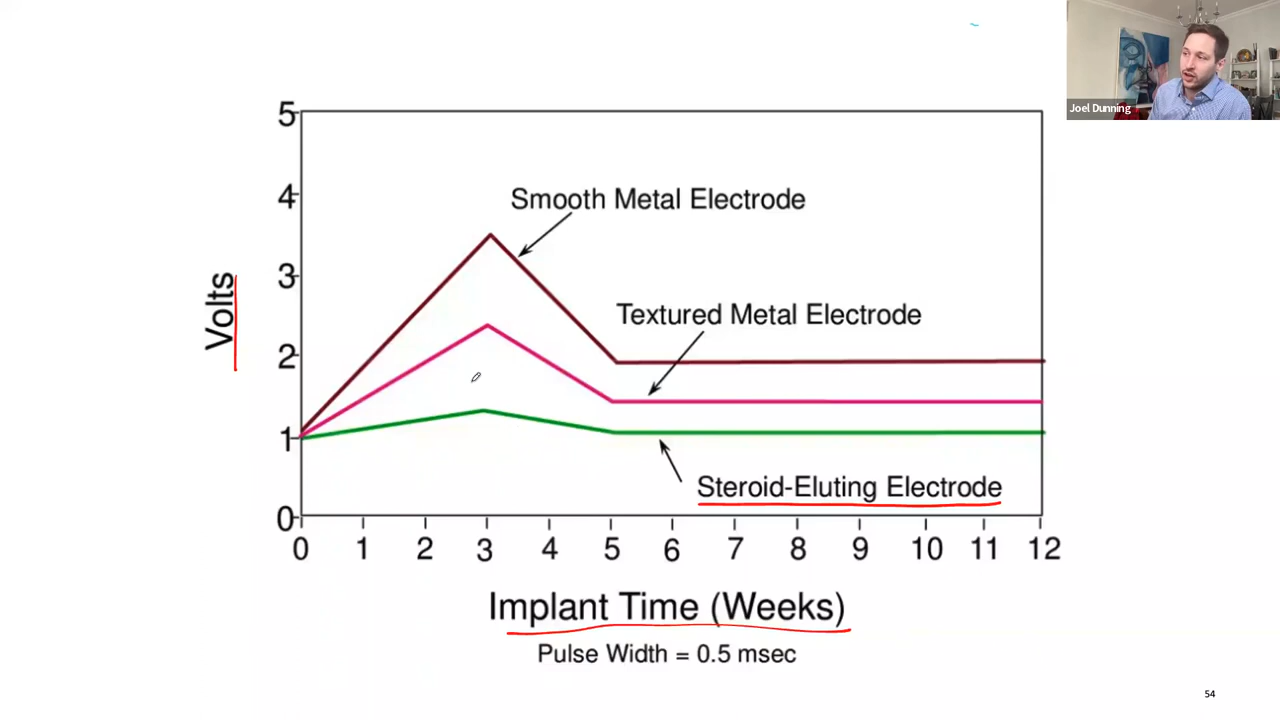 Joel Dunning
5
4
3
2
1
0
Volts
Smooth Metal Electrode
Textured Metal Electrode
Steroid-Eluting Electrode
0 1 2 3 4 5 6 7 8 9 10 11 12
Implant Time (Weeks)
Pulse Width = 0.5 msec
54